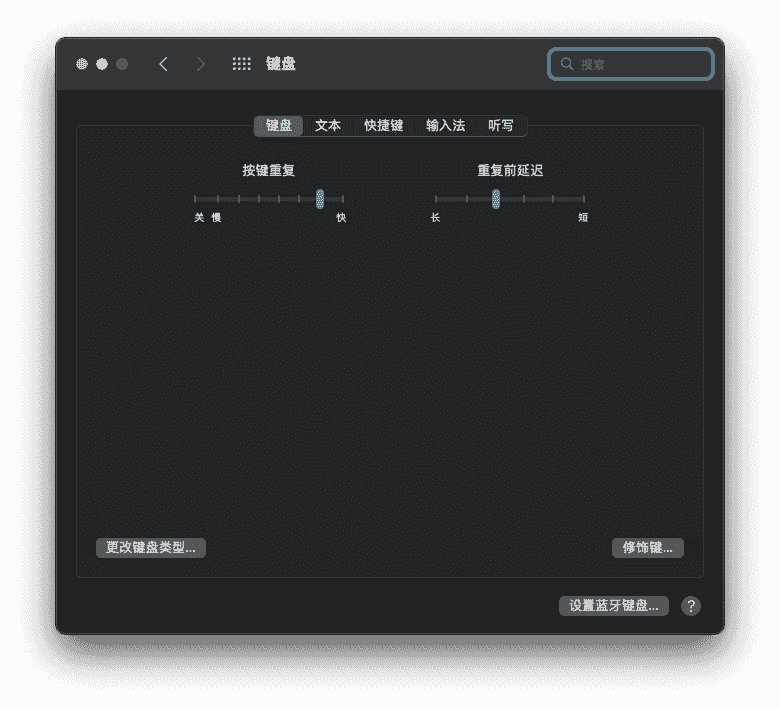 键盘
搜索
键盘 文本 快捷键 输入法 听写
按键重复 重复前延迟
关 慢 快 长 短
更改键盘类型... 修饰键...
设置蓝牙键盘... ?